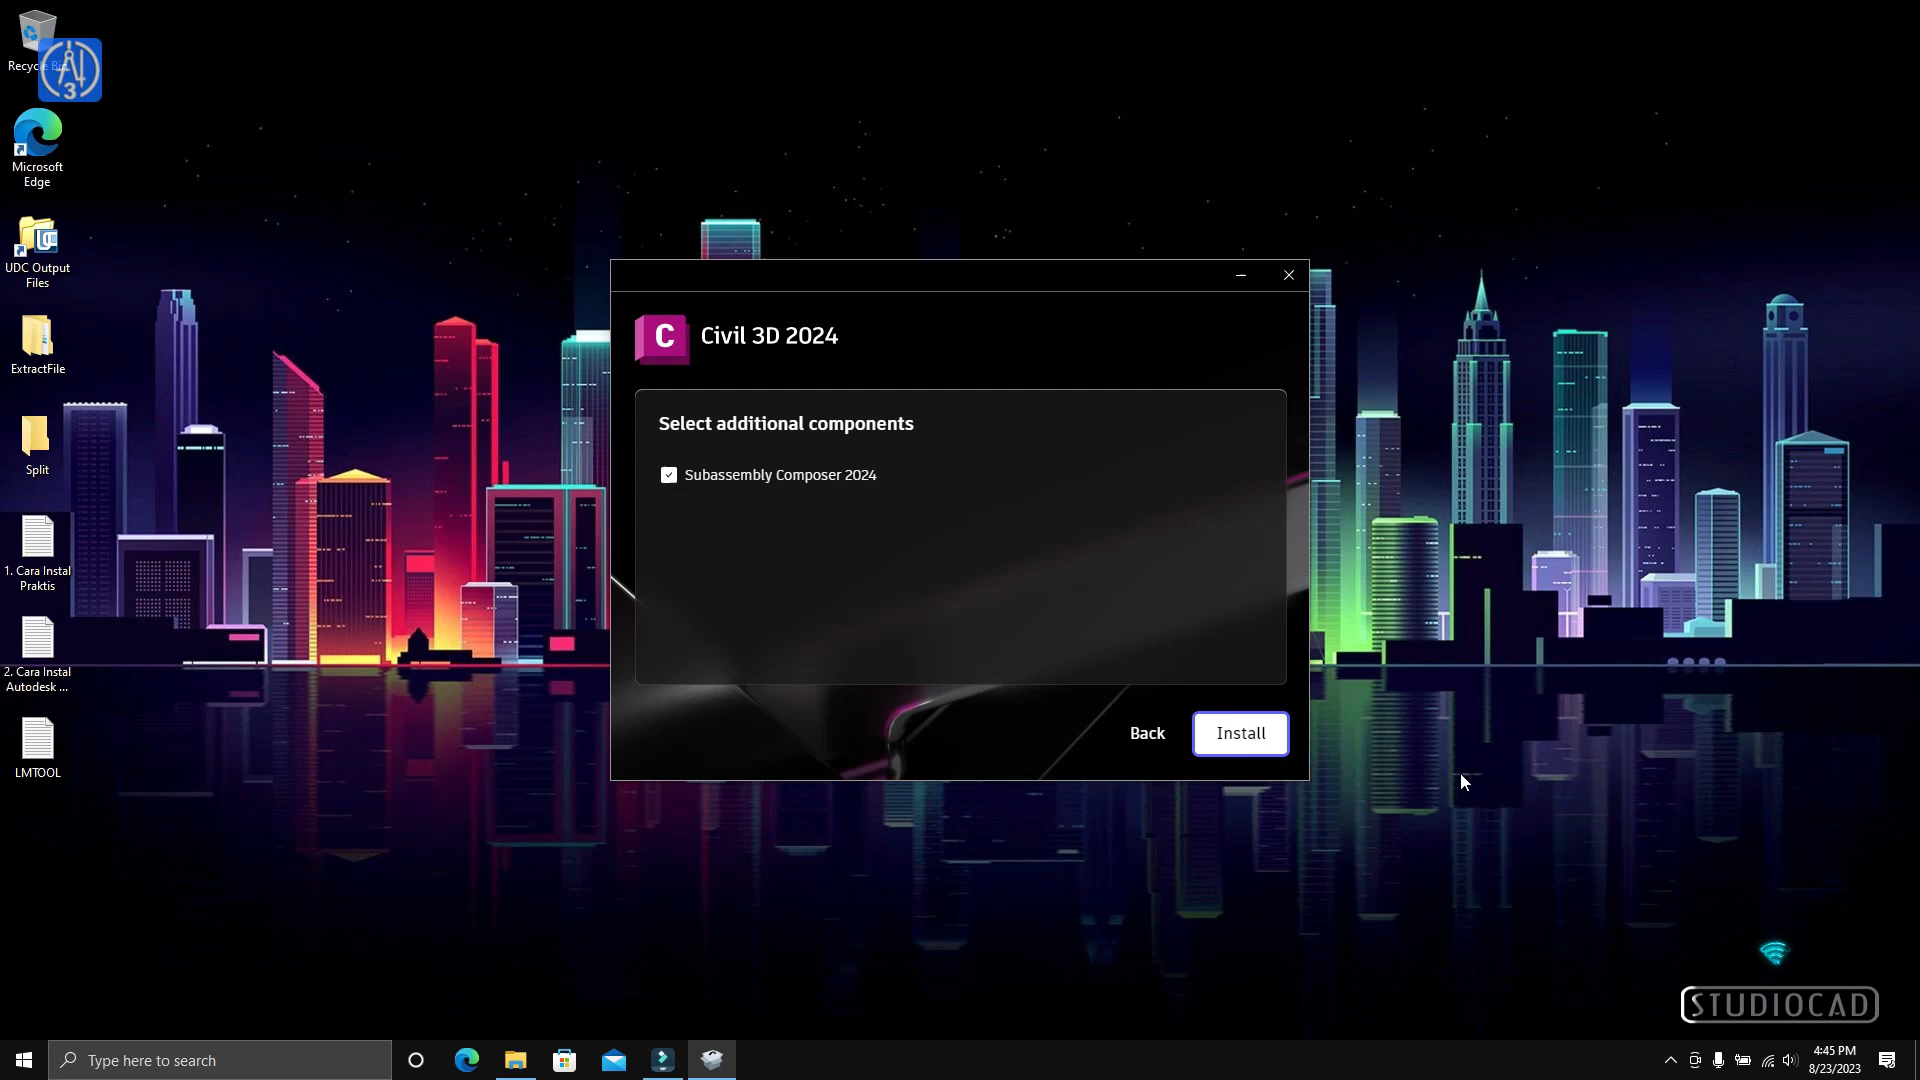 Recycle Bin
3
Microsoft
Edge
UDC Output
Files
ExtractFile
Split
1. Cara Instal
Praktis
2. Cara Instal
Autodesk ...
LMTOOL
C
Civil 3D 2024
Select additional components
Subassembly Composer 2024
Back
Install
STUDIOCAD
Type here to search
4:45 PM
8/23/2023